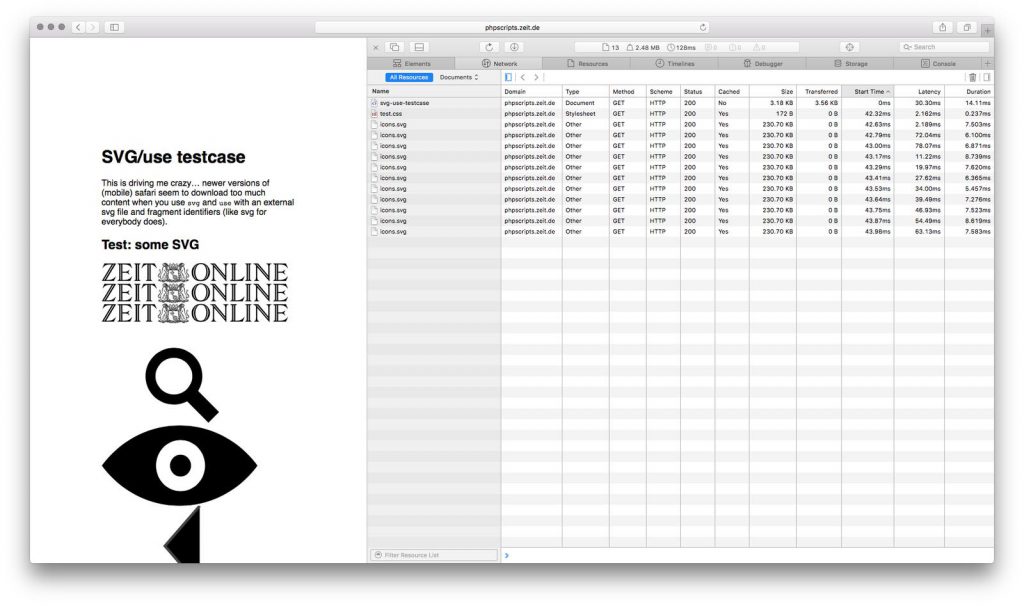 phpscripts.zeit.de
13 2.48 MB 128ms 0 0 0
Search
Elements Network Resources Timelines Debugger Storage Console
All Resources Documents
Name Domain Type Method Scheme Status Cached Size Transferred Start Time Latency Duration
svg-use-testcase phpscripts.zeit.de Document GET HTTP 200 No 3.18 KB 3.56 KB 0ms 30.30ms 14.11ms
test.css phpscripts.zeit.de Stylesheet GET HTTP 200 Yes 172 B 0 B 42.32ms 2.162ms 0.237ms
icons.svg phpscripts.zeit.de Other GET HTTP 200 Yes 230.70 KB 0 B 42.63ms 2.189ms 7.503ms
icons.svg phpscripts.zeit.de Other GET HTTP 200 Yes 230.70 KB 0 B 42.79ms 72.04ms 6.100ms
icons.svg phpscripts.zeit.de Other GET HTTP 200 Yes 230.70 KB 0 B 43.00ms 78.07ms 6.871ms
icons.svg phpscripts.zeit.de Other GET HTTP 200 Yes 230.70 KB 0 B 43.17ms 11.22ms 8.739ms
icons.svg phpscripts.zeit.de Other GET HTTP 200 Yes 230.70 KB 0 B 43.29ms 19.97ms 7.620ms
icons.svg phpscripts.zeit.de Other GET HTTP 200 Yes 230.70 KB 0 B 43.41ms 27.62ms 6.365ms
icons.svg phpscripts.zeit.de Other GET HTTP 200 Yes 230.70 KB 0 B 43.53ms 34.00ms 5.457ms
icons.svg phpscripts.zeit.de Other GET HTTP 200 Yes 230.70 KB 0 B 43.64ms 39.49ms 7.276ms
icons.svg phpscripts.zeit.de Other GET HTTP 200 Yes 230.70 KB 0 B 43.75ms 46.93ms 7.523ms
icons.svg phpscripts.zeit.de Other GET HTTP 200 Yes 230.70 KB 0 B 43.87ms 54.49ms 8.619ms
icons.svg phpscripts.zeit.de Other GET HTTP 200 Yes 230.70 KB 0 B 43.98ms 63.13ms 7.583ms
SVG/use testcase
This is driving me crazy… newer versions of
(mobile) safari seem to download too much
content when you use svg and use with an external
svg file and fragment identifiers (like svg for
everybody does).
Test: some SVG
ZEIT ONLINE
ZEIT ONLINE
ZEIT ONLINE
Filter Resource List